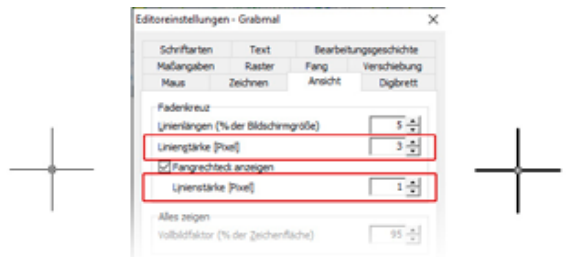 Editoreinstellungen - Grabmal
Schriftarten Text Bearbeitungsgeschichte
Maßangaben Raster Fang Verschiebung
Maus Zeichnen Ansicht Digibrett
Fadenkreuz
Linienlängen (% der Bildschirmgröße) 5
Linienstärke [Pixel] 3
Fangrechteck anzeigen
Linienstärke [Pixel] 1
Alles zeigen
Vollbildfaktor (% der Zeichenfläche) 95